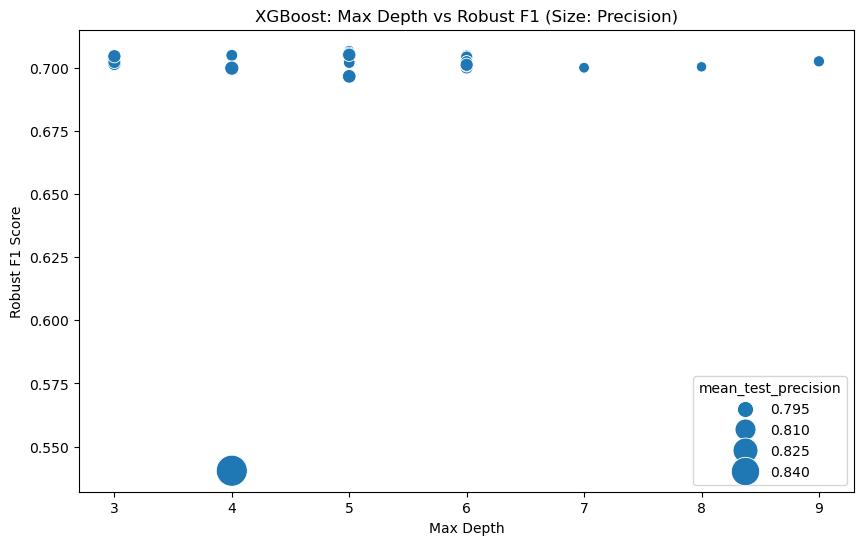 XGBoost: Max Depth vs Robust F1 (Size: Precision)
Robust F1 Score
0.700
0.675
0.650
0.625
0.600
0.575
0.550
mean_test_precision
0.795
0.810
0.825
0.840
3 4 5 6 7 8 9
Max Depth